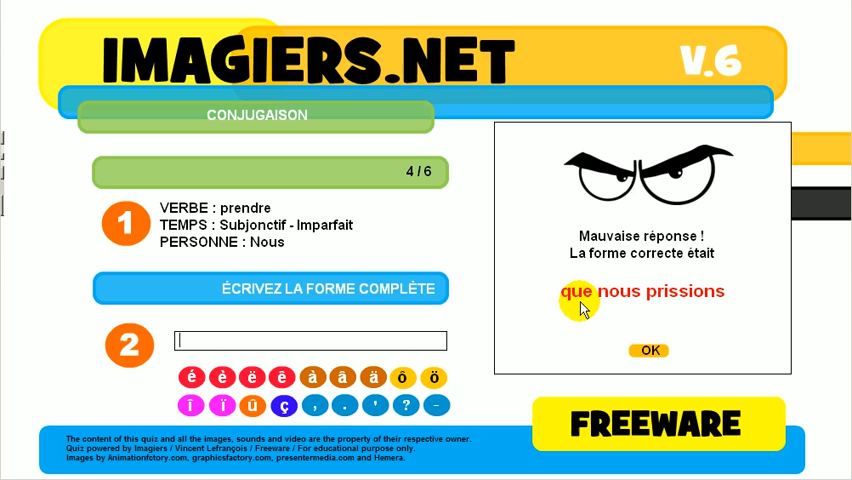 IMAGIERS.NET
V.6
CONJUGAISON
4 / 6
1
VERBE : prendre
TEMPS : Subjonctif - Imparfait
PERSONNE : Nous
ÉCRIVEZ LA FORME COMPLÈTE
2
é è ë ê à â ä ô ö
î ï û ç , . ' ? -
Mauvaise réponse !
La forme correcte était
que nous prissions
OK
FREEWARE
The content of this quiz and all the images, sounds and video are the property of their respective owner.
Quiz powered by Imagiers / Vincent Lefrançois / Freeware / For educational purpose only.
Images by Animationfctory.com, graphicsfactory.com, presentermedia.com and Hemera.